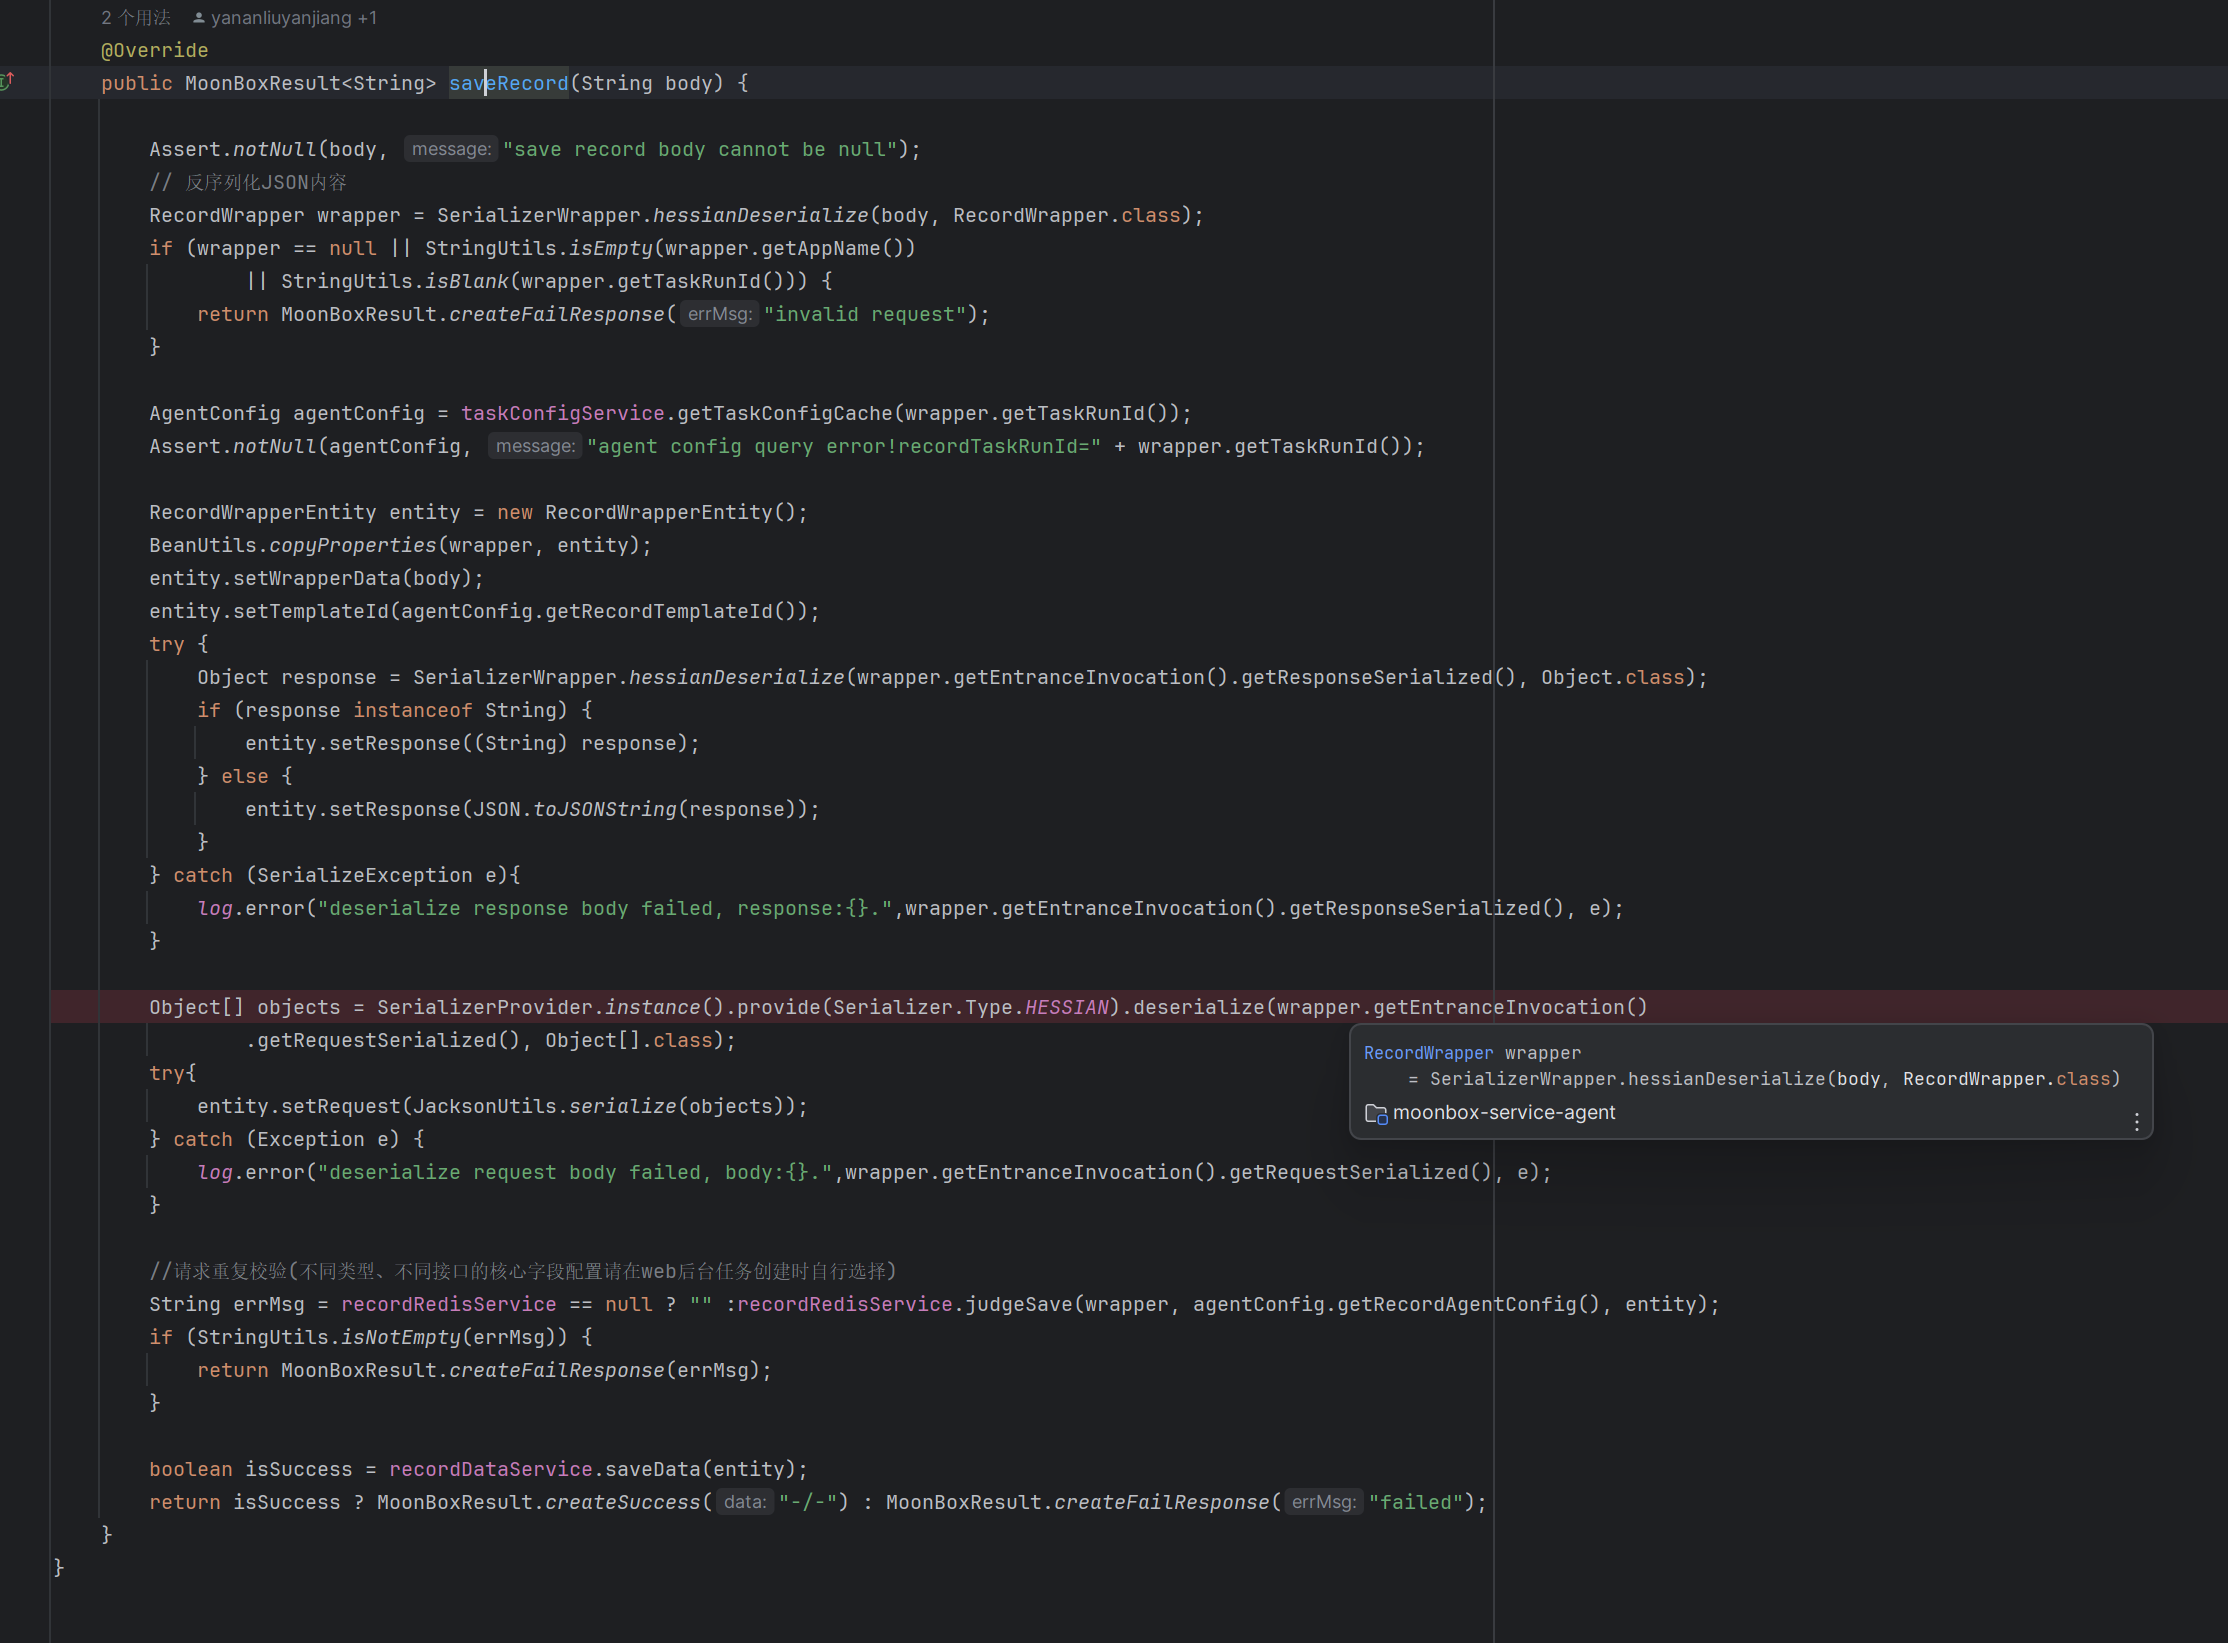 2 个用法 yananliuyanjiang +1
@Override
public MoonBoxResult<String> saveRecord(String body) {
Assert.notNull(body, message: "save record body cannot be null");
// 反序列化JSON内容
RecordWrapper wrapper = SerializerWrapper.hessianDeserialize(body, RecordWrapper.class);
if (wrapper == null || StringUtils.isEmpty(wrapper.getAppName())
|| StringUtils.isBlank(wrapper.getTaskRunId())) {
return MoonBoxResult.createFailResponse( errMsg: "invalid request");
}
AgentConfig agentConfig = taskConfigService.getTaskConfigCache(wrapper.getTaskRunId());
Assert.notNull(agentConfig, message: "agent config query error!recordTaskRunId=" + wrapper.getTaskRunId());
RecordWrapperEntity entity = new RecordWrapperEntity();
BeanUtils.copyProperties(wrapper, entity);
entity.setWrapperData(body);
entity.setTemplateId(agentConfig.getRecordTemplateId());
try {
Object response = SerializerWrapper.hessianDeserialize(wrapper.getEntranceInvocation().getResponseSerialized(), Object.class);
if (response instanceof String) {
entity.setResponse((String) response);
} else {
entity.setResponse(JSON.toJSONString(response));
}
} catch (SerializeException e){
log.error("deserialize response body failed, response:{}.",wrapper.getEntranceInvocation().getResponseSerialized(), e);
}
Object[] objects = SerializerProvider.instance().provide(Serializer.Type.HESSIAN).deserialize(wrapper.getEntranceInvocation()
.getRequestSerialized(), Object[].class);
try{
entity.setRequest(JacksonUtils.serialize(objects));
} catch (Exception e) {
log.error("deserialize request body failed, body:{}.",wrapper.getEntranceInvocation().getRequestSerialized(), e);
}
RecordWrapper wrapper
= SerializerWrapper.hessianDeserialize(body, RecordWrapper.class)
moonbox-service-agent
//请求重复校验(不同类型、不同接口的核心字段配置请在web后台任务创建时自行选择)
String errMsg = recordRedisService == null ? "" :recordRedisService.judgeSave(wrapper, agentConfig.getRecordAgentConfig(), entity);
if (StringUtils.isNotEmpty(errMsg)) {
return MoonBoxResult.createFailResponse(errMsg);
}
boolean isSuccess = recordDataService.saveData(entity);
return isSuccess ? MoonBoxResult.createSuccess( data: "-/-") : MoonBoxResult.createFailResponse( errMsg: "failed");
}
}